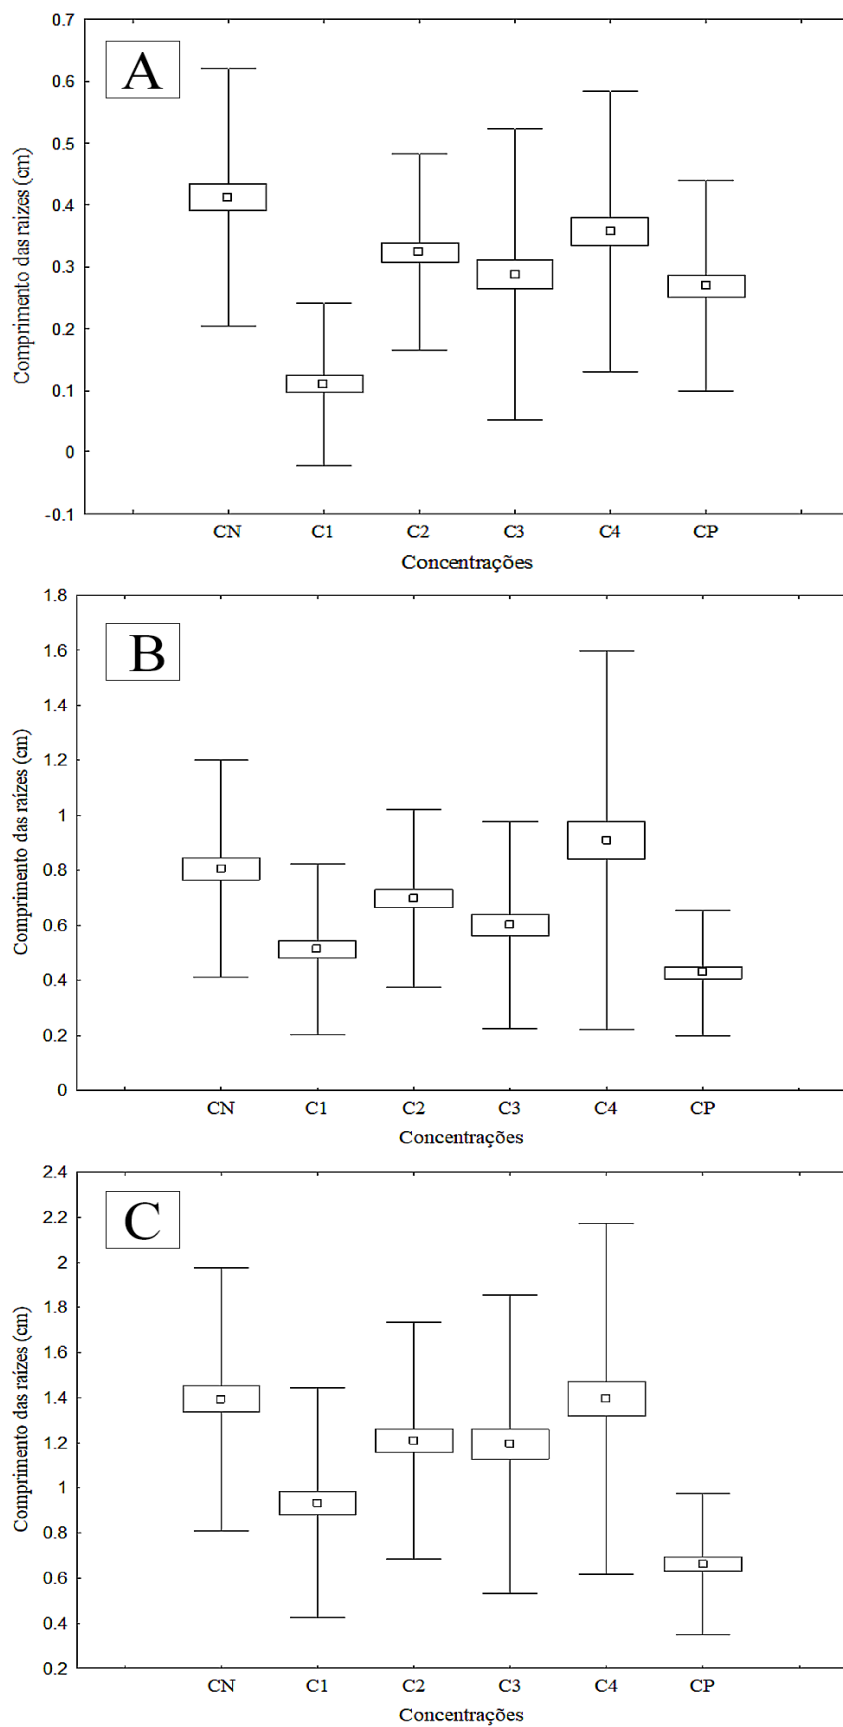 0.7
A
0.6
0.5
0.4
0.3
0.2
0.1
0
-0.1
Comprimento das raizes (cm)
CN C1 C2 C3 C4 CP
Concentrações
1.8
B
1.6
1.4
1.2
1
0.8
0.6
0.4
0.2
0
Comprimento das raízes (cm)
CN C1 C2 C3 C4 CP
Concentrações
2.4
C
2.2
2
1.8
1.6
1.4
1.2
1
0.8
0.6
0.4
0.2
Comprimento das raízes (cm)
CN C1 C2 C3 C4 CP
Concentrações